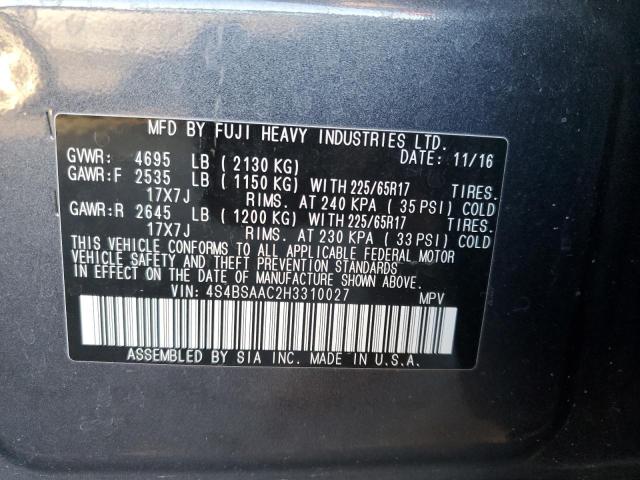 MFD BY FUJI HEAVY INDUSTRIES LTD.
GVWR: 4695 LB ( 2130 KG) DATE: 11/16
GAWR:F 2535 LB ( 1150 KG) WITH 225/65R17 TIRES.
17X7J RIMS. AT 240 KPA ( 35 PSI) COLD
GAWR:R 2645 LB ( 1200 KG) WITH 225/65R17 TIRES.
17X7J RIMS. AT 230 KPA ( 33 PSI) COLD
THIS VEHICLE CONFORMS TO ALL APPLICABLE FEDERAL MOTOR
VEHICLE SAFETY AND THEFT PREVENTION STANDARDS
IN EFFECT ON THE DATE OF MANUFACTURE SHOWN ABOVE.
VIN: 4S4BSAAC2H3310027 MPV
ASSEMBLED BY SIA INC. MADE IN U.S.A.